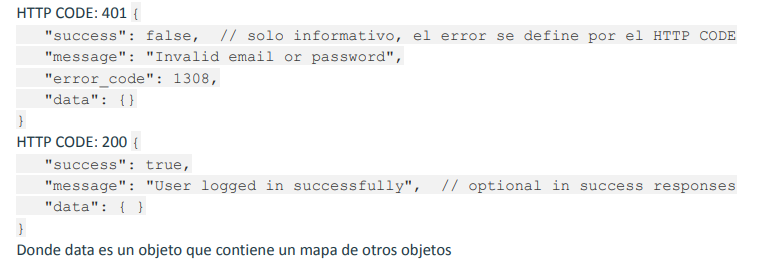 HTTP CODE: 401 {
"success": false,  // solo informativo, el error se define por el HTTP CODE
"message": "Invalid email or password",
"error_code": 1308,
"data": {}
}
HTTP CODE: 200 {
"success": true,
"message": "User logged in successfully",  // optional in success responses
"data": { }
}
Donde data es un objeto que contiene un mapa de otros objetos